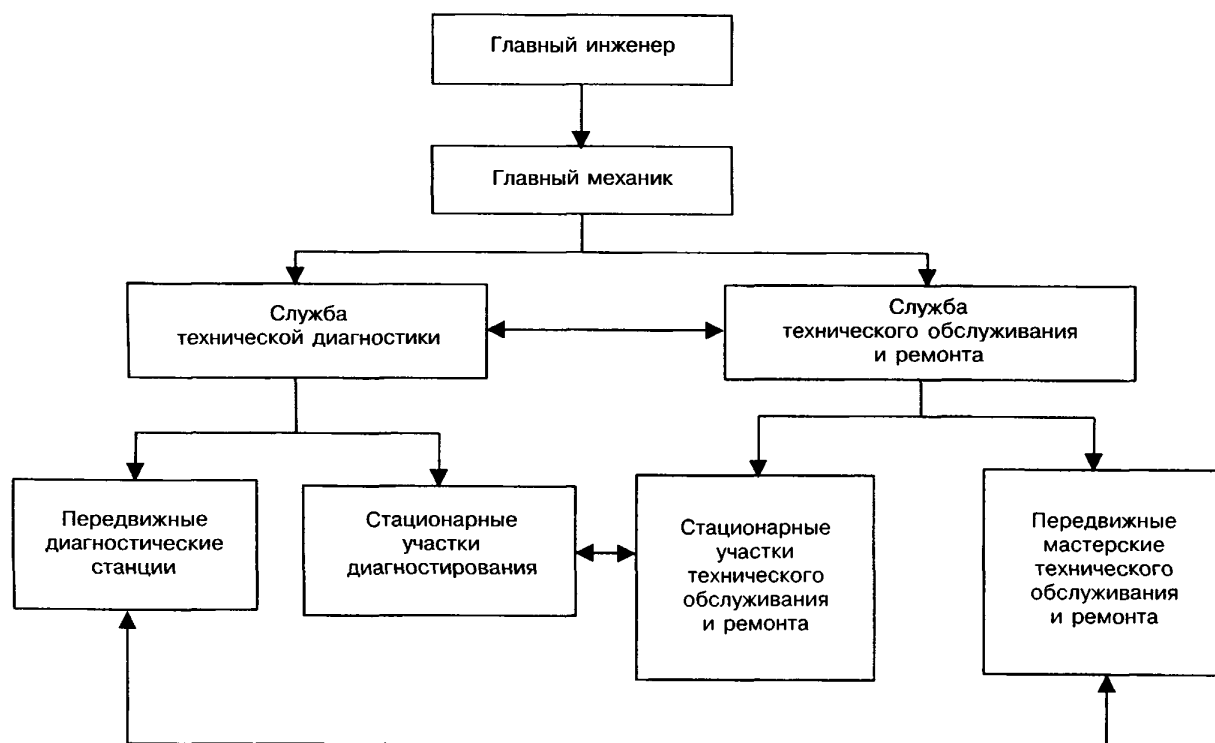 Главный инженер
Главный механик
Служба
технической диагностики
Служба
технического обслуживания
и ремонта
Передвижные
диагностические
станции
Стационарные
участки
диагностирования
Стационарные
участки
технического
обслуживания
и ремонта
Передвижные
мастерские
технического
обслуживания
и ремонта